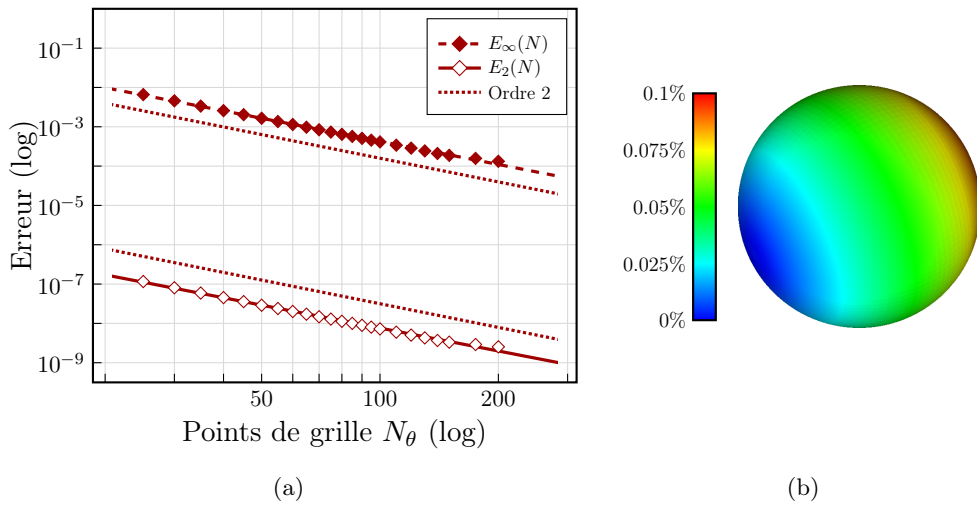 Erreur (log)
10⁻¹
10⁻³
10⁻⁵
10⁻⁷
10⁻⁹
E∞(N)
E₂(N)
Ordre 2
50
100
200
Points de grille N_θ (log)
(a)
0.1%
0.075%
0.05%
0.025%
0%
(b)